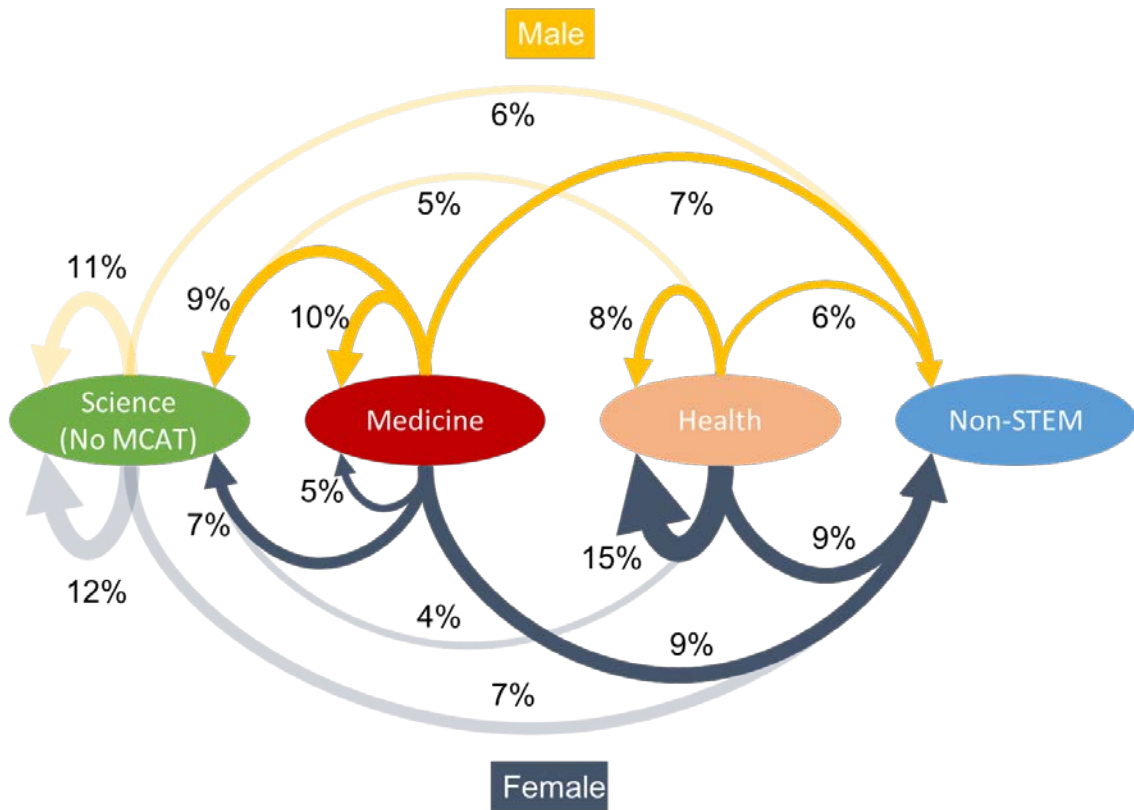 Male
6%
5%
7%
11%
9%
10%
8%
6%
Science
(No MCAT)
Medicine
Health
Non-STEM
5%
7%
15%
9%
12%
4%
9%
7%
Female